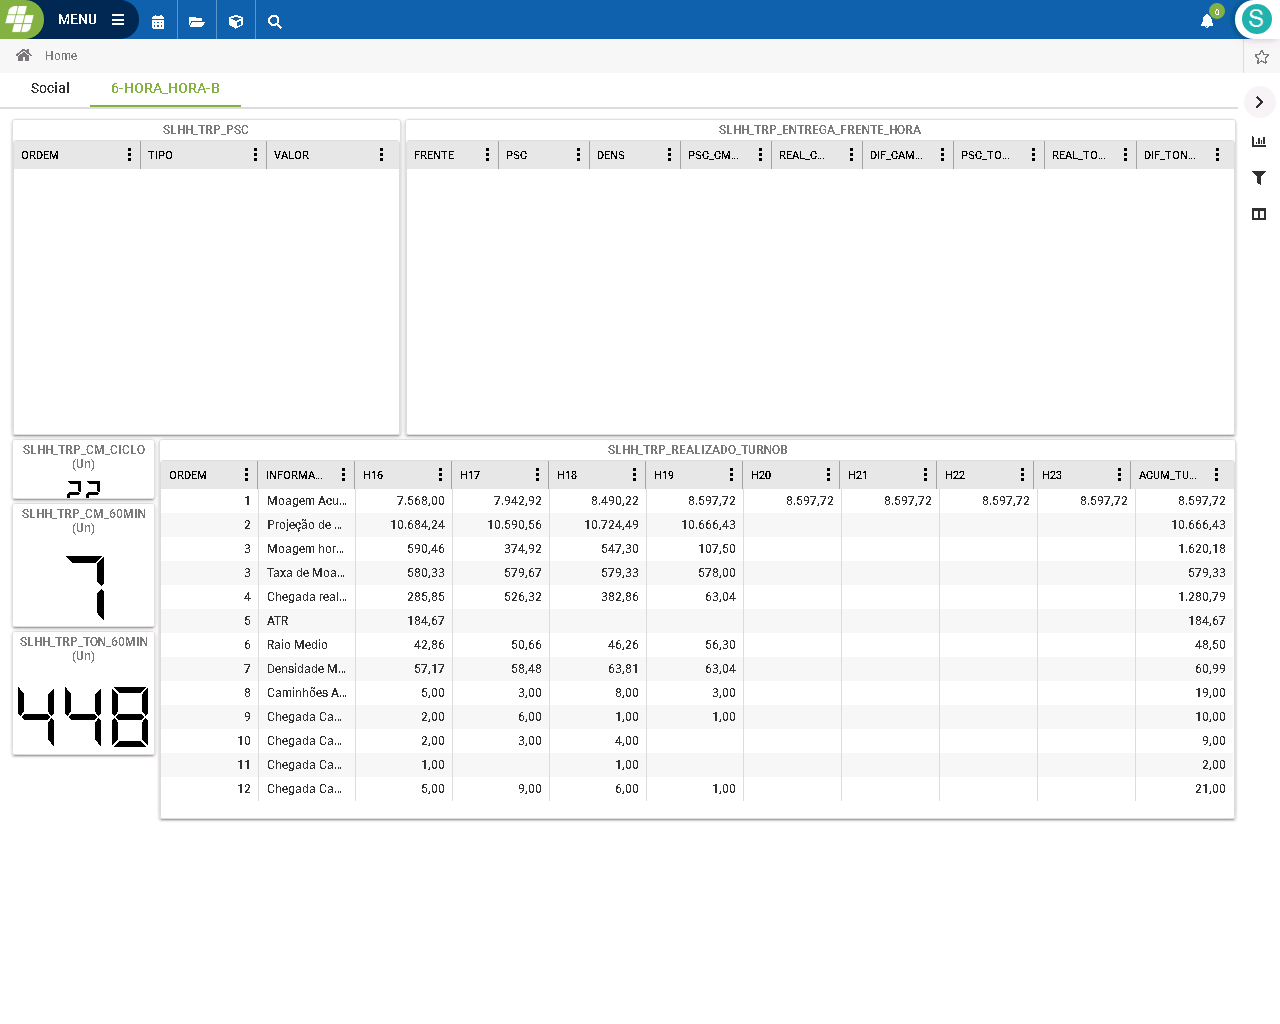 MENU
0
S
Home
Social 6-HORA_HORA-B
SLHH_TRP_PSC
ORDEM TIPO VALOR
SLHH_TRP_ENTREGA_FRENTE_HORA
FRENTE PSC DENS PSC_CM... REAL_C... DIF_CAM... PSC_TO... REAL_TO... DIF_TON...
SLHH_TRP_CM_CICLO
(Un)
22
SLHH_TRP_CM_60MIN
(Un)
7
SLHH_TRP_TON_60MIN
(Un)
448
SLHH_TRP_REALIZADO_TURNOB
ORDEM INFORMA... H16 H17 H18 H19 H20 H21 H22 H23 ACUM_TU...
1 Moagem Acu... 7.568,00 7.942,92 8.490,22 8.597,72 8.597,72 8.597,72 8.597,72 8.597,72 8.597,72
2 Projeção de ... 10.684,24 10.590,56 10.724,49 10.666,43 10.666,43
3 Moagem hor... 590,46 374,92 547,30 107,50 1.620,18
3 Taxa de Moa... 580,33 579,67 579,33 578,00 579,33
4 Chegada real... 285,85 526,32 382,86 63,04 1.280,79
5 ATR 184,67 184,67
6 Raio Medio 42,86 50,66 46,26 56,30 48,50
7 Densidade M... 57,17 58,48 63,81 63,04 60,99
8 Caminhões A... 5,00 3,00 8,00 3,00 19,00
9 Chegada Ca... 2,00 6,00 1,00 1,00 10,00
10 Chegada Ca... 2,00 3,00 4,00 9,00
11 Chegada Ca... 1,00 1,00 2,00
12 Chegada Ca... 5,00 9,00 6,00 1,00 21,00